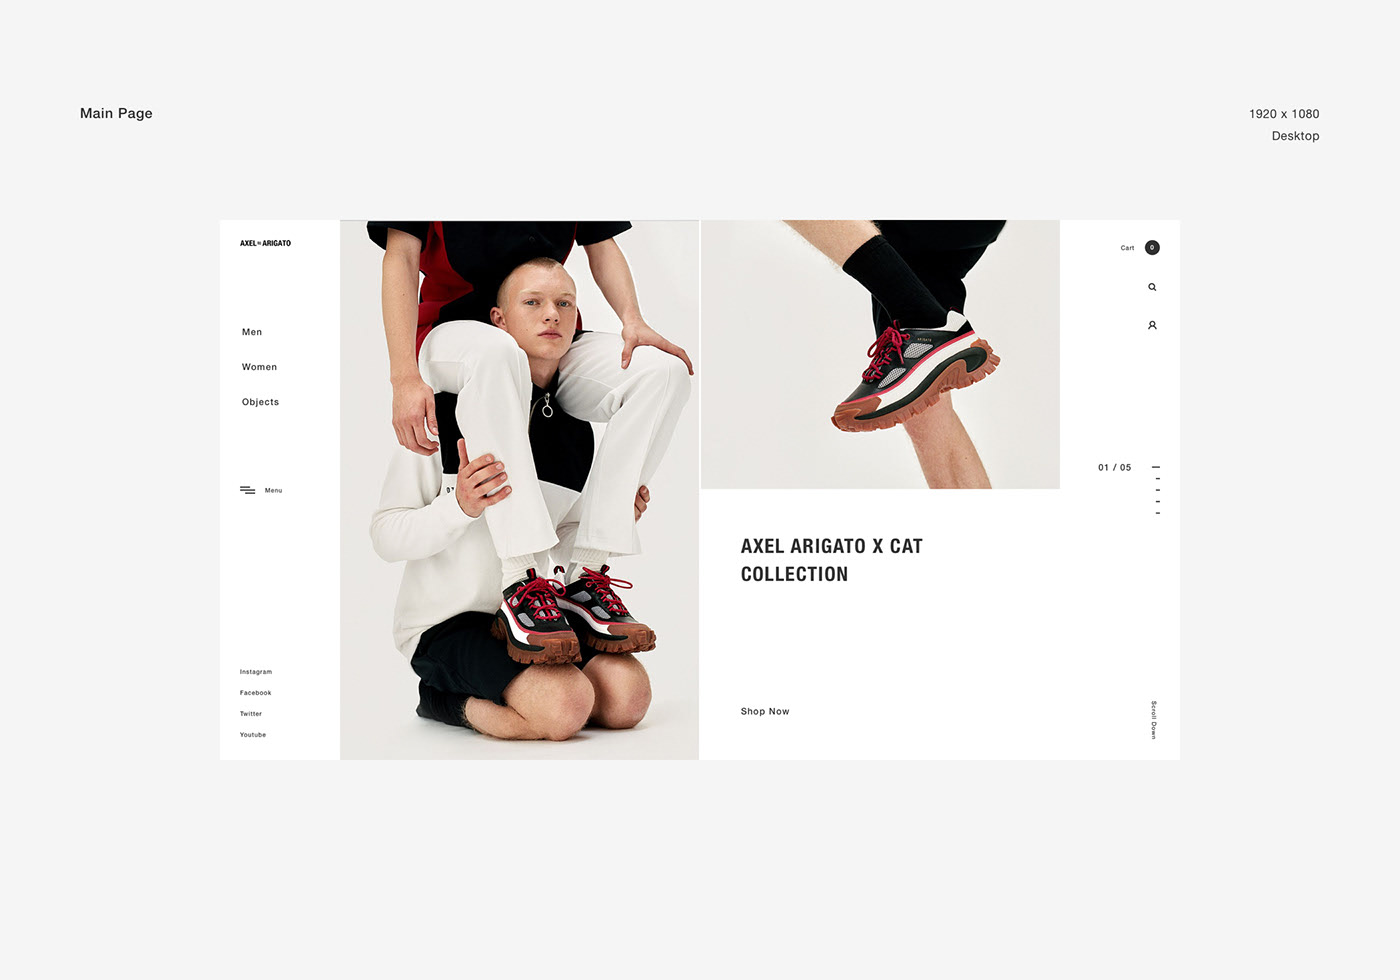 Main Page
1920 x 1080
Desktop
AXEL ARIGATO
Men
Women
Objects
Menu
Instagram
Facebook
Twitter
Youtube
AXEL ARIGATO X CAT
COLLECTION
Shop Now
Cart 0
01 / 05
Scroll Down